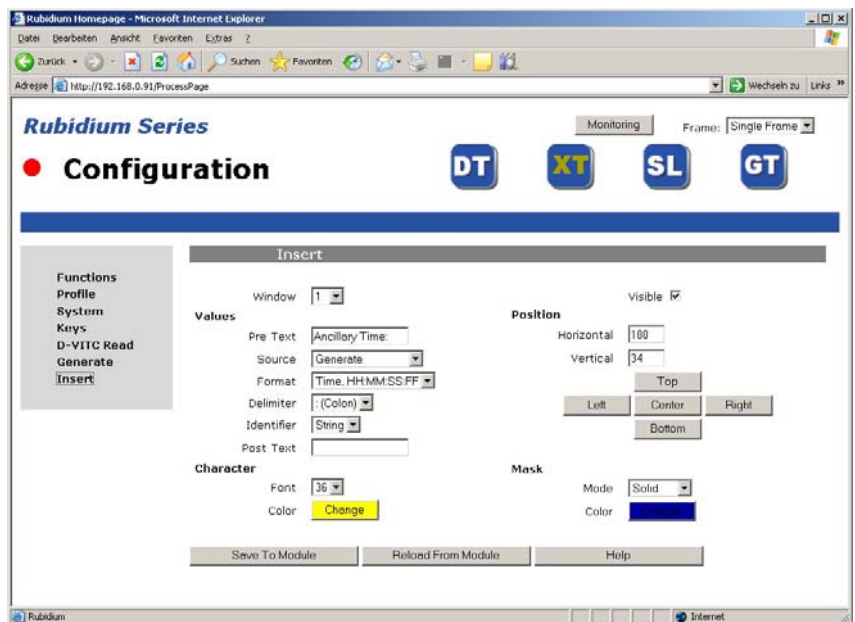 Rubidium Homepage - Microsoft Internet Explorer
Datei Bearbeiten Ansicht Favoriten Extras ?
Zurück Suchen Favoriten
Adresse http://192.168.0.91/ProcessPage Wechseln zu Links »
Rubidium Series
Monitoring Frame: Single Frame
Configuration
DT XT SL GT
Insert
Functions
Profile
System
Keys
D-VITC Read
Generate
Insert
Window 1 Visible
Values Position
Pre Text Ancillary Time: Horizontal 180
Source Generate Vertical 34
Format Time. HH:MM:SS:FF Top
Delimiter : (Colon) Left Center Right
Identifier String Bottom
Post Text
Character Mask
Font 36 Mode Solid
Color Change Color Change
Save To Module Reload From Module Help
Rubidium Internet